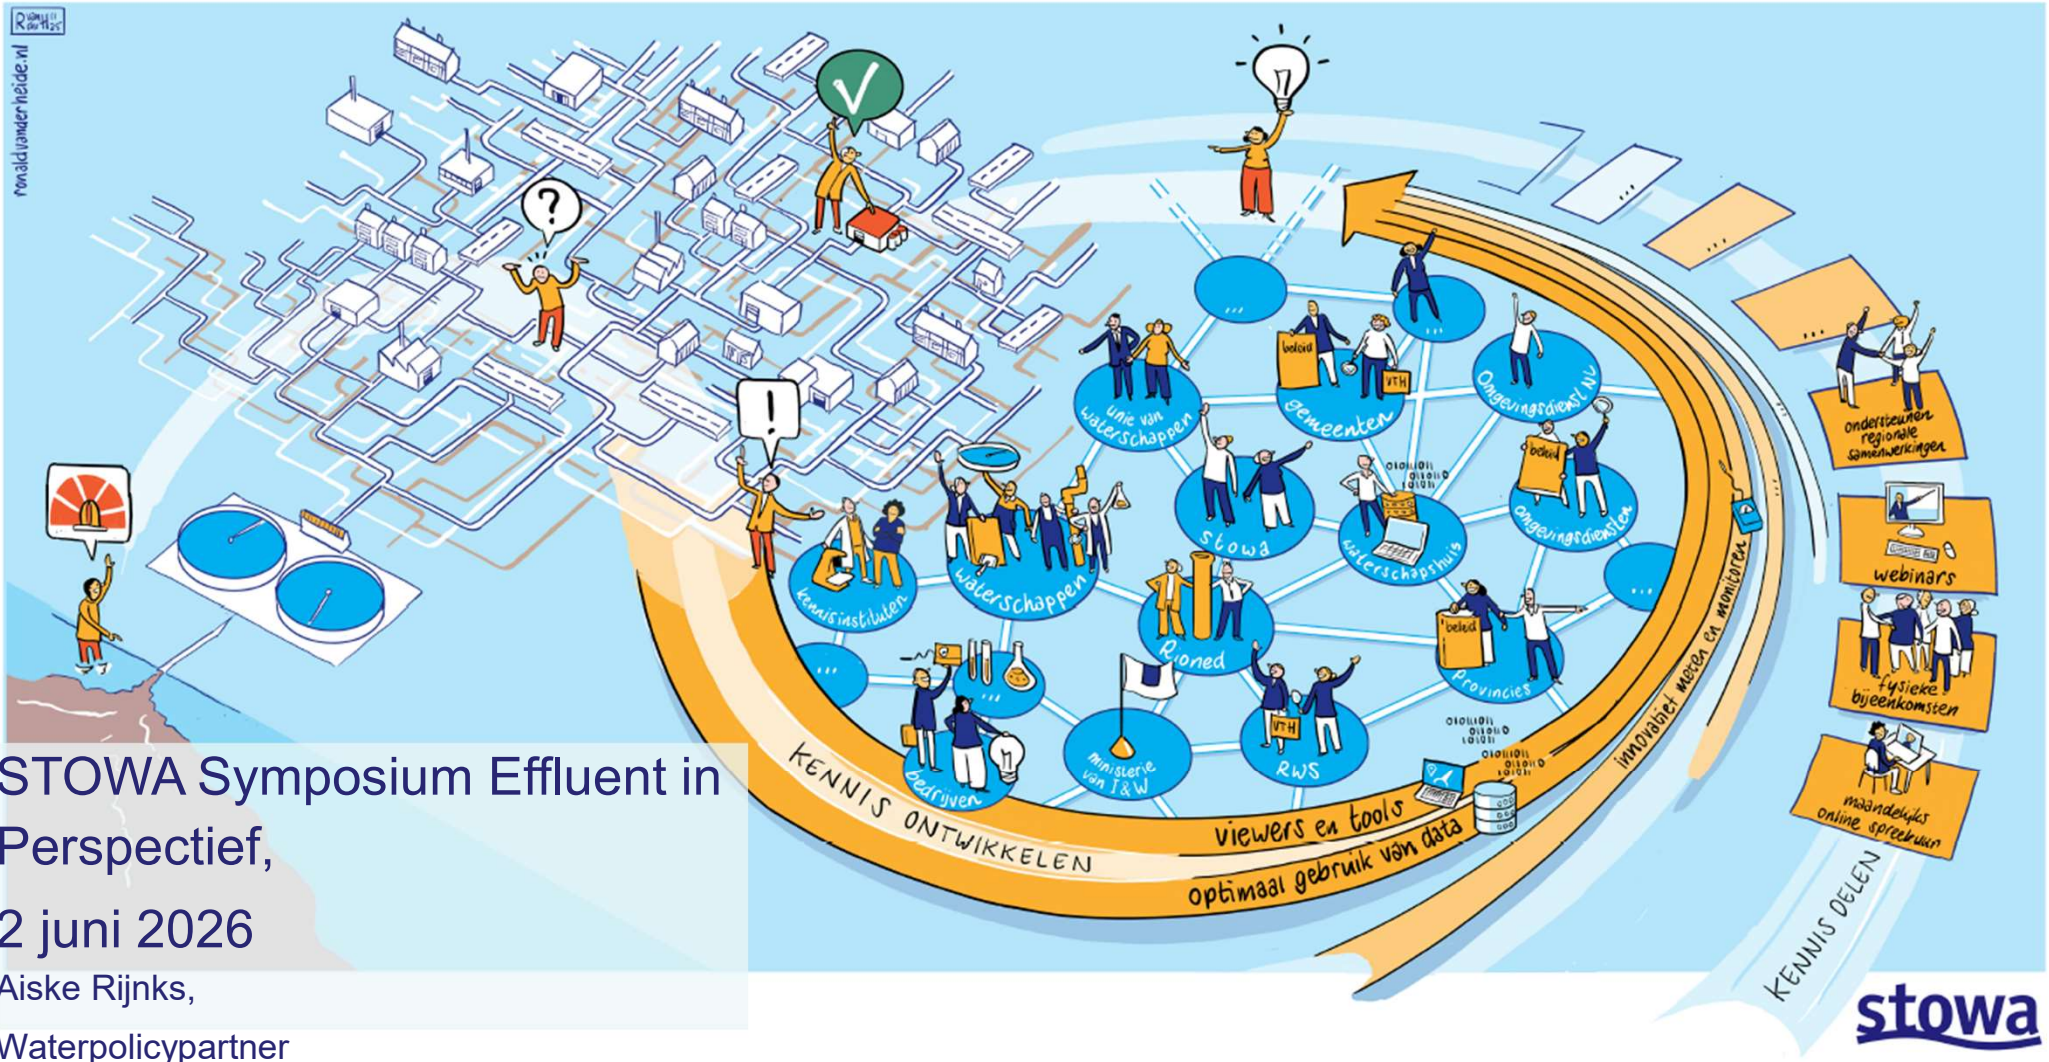 ronaldvanderheide.nl
?
!
unie van
waterschappen
beleid
VTH
gemeenten
Omgevingsdienst NL
beleid
omgevingsdiensten
stowa
waterschapshuis
kennisinstituten
waterschappen
Rioned
beleid
provincies
...
...
...
...
...
bedrijven
ministerie
van I&W
VTH
RWS
KENNIS ONTWIKKELEN
viewers en tools
optimaal gebruik van data
innovatief meten en monitoren
...
...
...
ondersteunen
regionale
samenwerkingen
webinars
fysieke
bijeenkomsten
maandelijks
online spreekuur
KENNIS DELEN
STOWA Symposium Effluent in
Perspectief,
2 juni 2026
Aiske Rijnks,
Waterpolicypartner
stowa